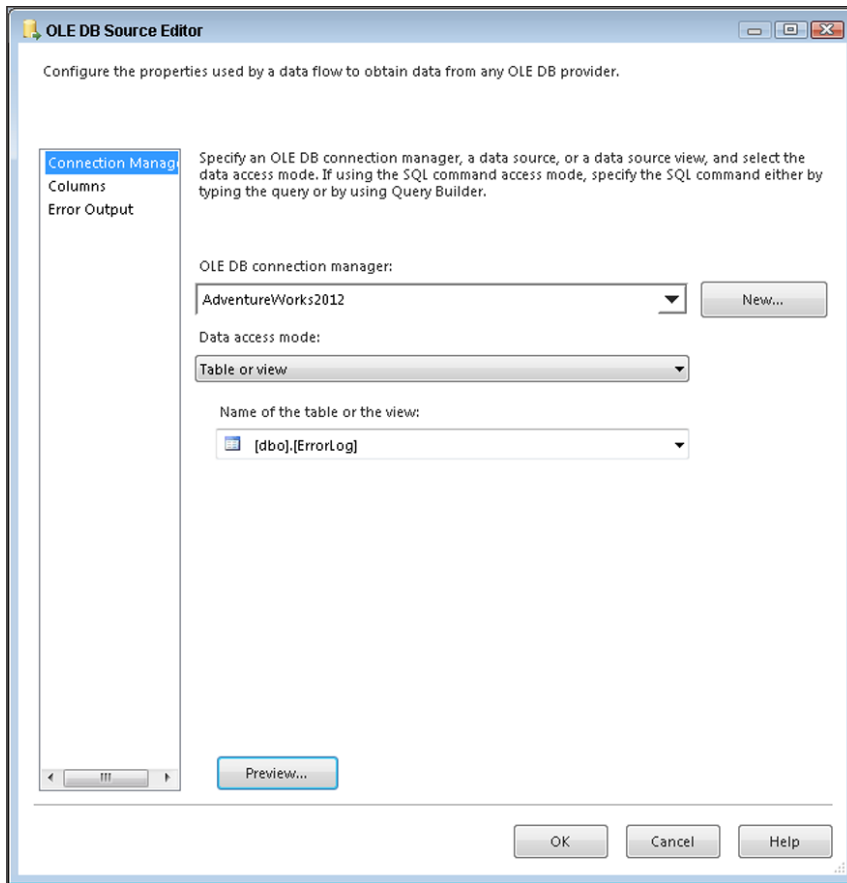 OLE DB Source Editor
Configure the properties used by a data flow to obtain data from any OLE DB provider.
Connection Manag
Columns
Error Output
Specify an OLE DB connection manager, a data source, or a data source view, and select the
data access mode. If using the SQL command access mode, specify the SQL command either by
typing the query or by using Query Builder.
OLE DB connection manager:
AdventureWorks2012
New...
Data access mode:
Table or view
Name of the table or the view:
[dbo].[ErrorLog]
Preview...
OK
Cancel
Help